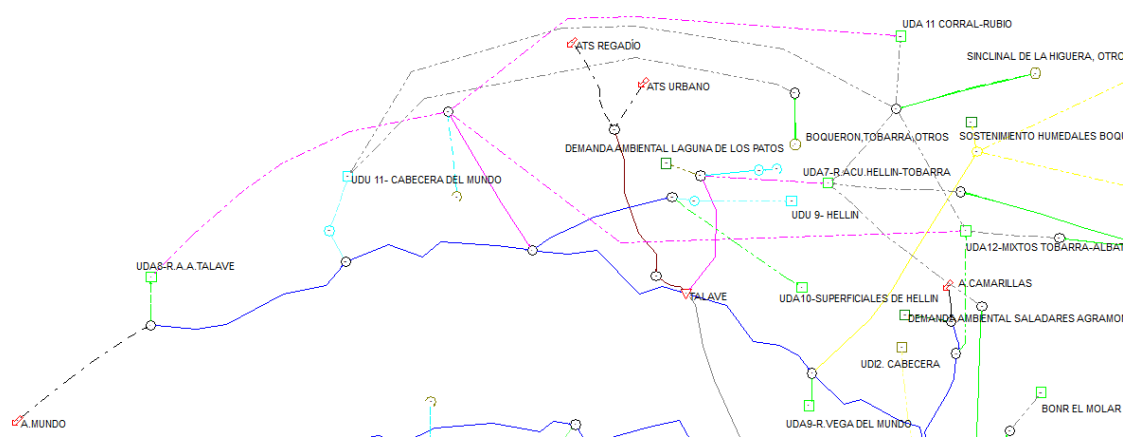 UDA 11 CORRAL-RUBIO
ATS REGADÍO
SINCLINAL DE LA HIGUERA, OTRO
ATS URBANO
BOQUERON,TOBARRA,OTROS
SOSTENIMIENTO HUMEDALES BOQU
DEMANDA AMBIENTAL LAGUNA DE LOS PATOS
UDU 11- CABECERA DEL MUNDO
UDA7-R.ACU.HELLIN-TOBARRA
UDU 9- HELLIN
UDA12-MIXTOS TOBARRA-ALBAT
UDA8-R.A.A.TALAVE
A.CAMARILLAS
TALAVE
UDA10-SUPERFICIALES DE HELLIN
DEMANDA AMBIENTAL SALADARES AGRAMON
UDI2. CABECERA
BONR EL MOLAR
A.MUNDO
UDA9-R.VEGA DEL MUNDO